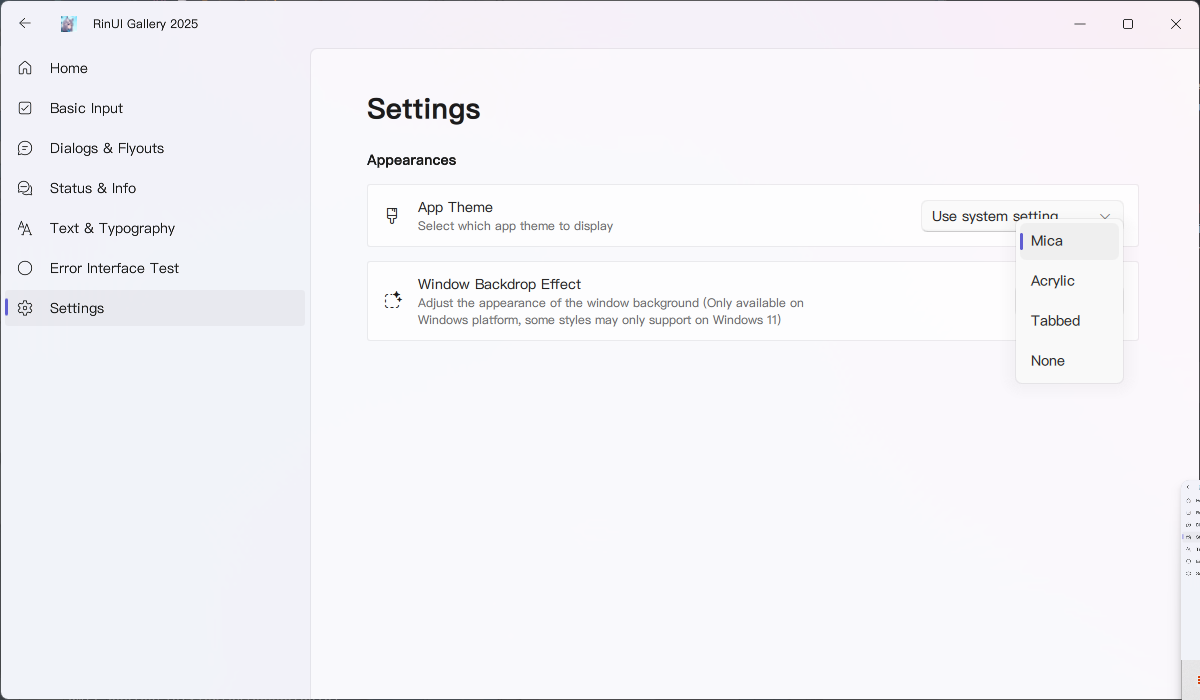 RinUI Gallery 2025
Home
Basic Input
Dialogs & Flyouts
Status & Info
Text & Typography
Error Interface Test
Settings
Settings
Appearances
App Theme
Select which app theme to display
Use system setting
Window Backdrop Effect
Adjust the appearance of the window background (Only available on
Windows platform, some styles may only support on Windows 11)
Mica
Acrylic
Tabbed
None